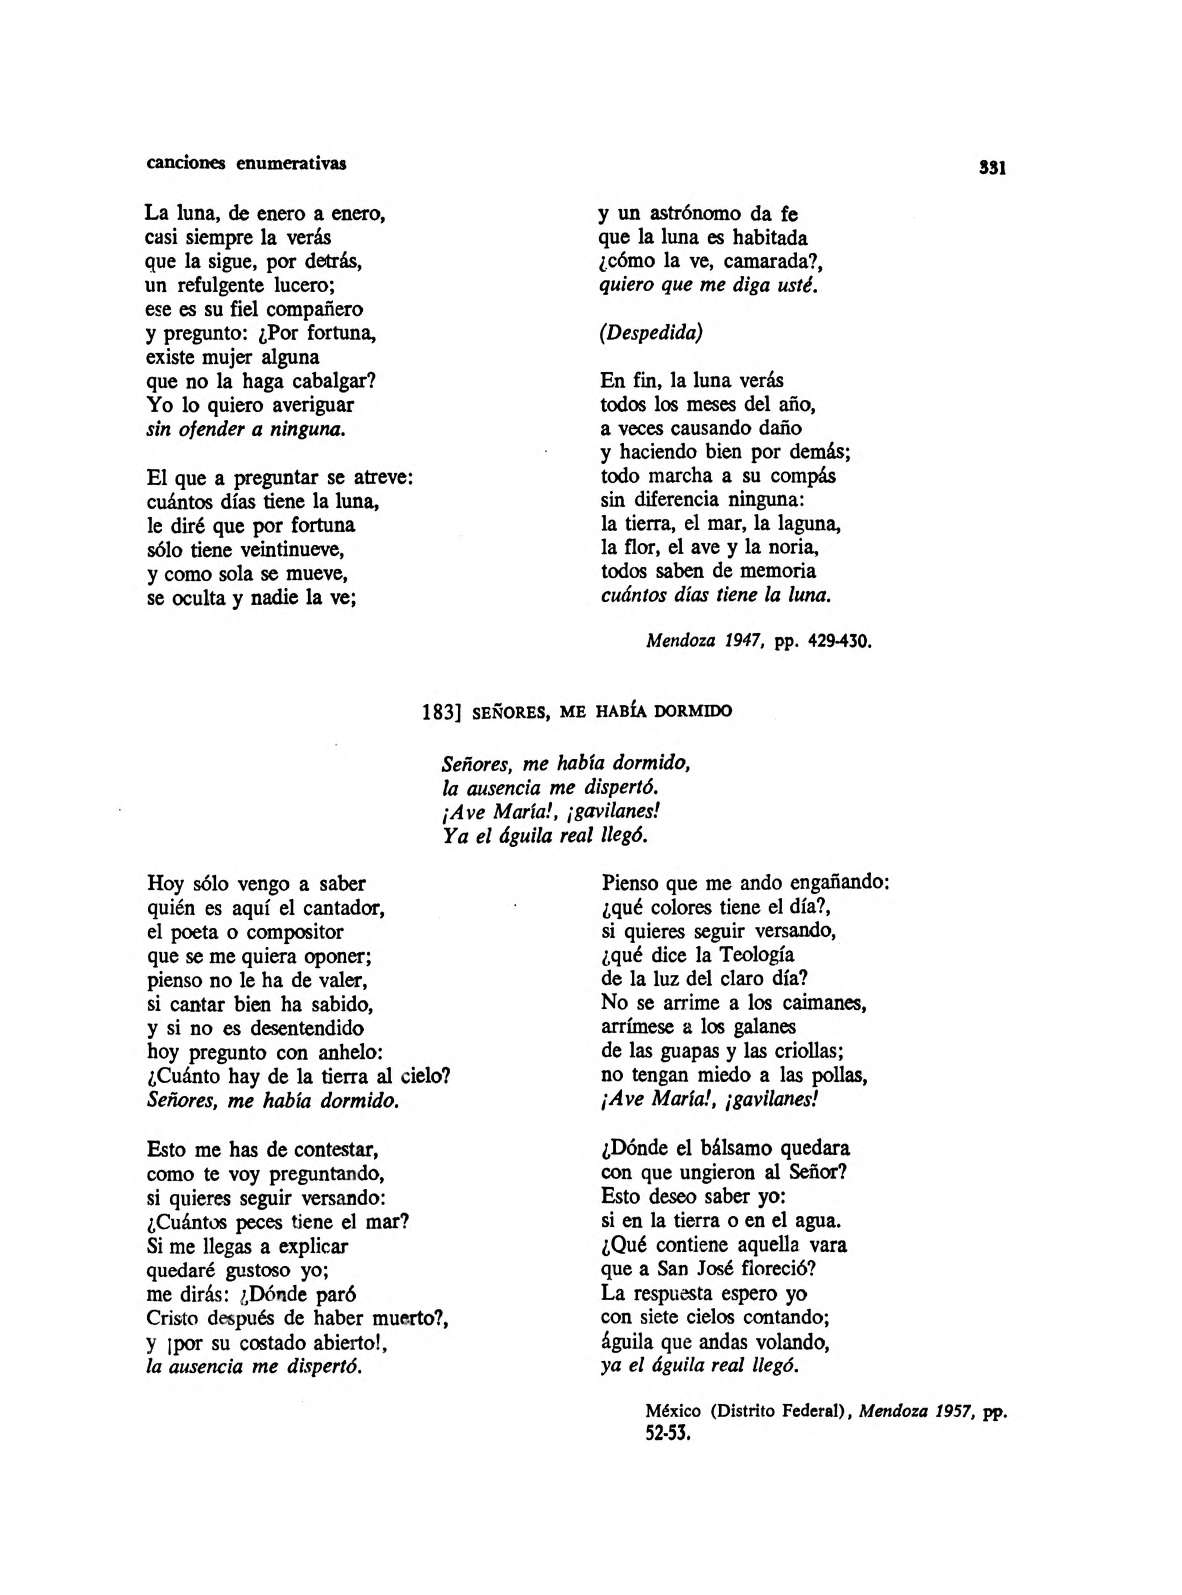 canciones enumerativas
331
La luna, de enero a enero,
casi siempre la verás
que la sigue, por detrás,
un refulgente lucero;
ese es su fiel compañero
y pregunto: ¿Por fortuna,
existe mujer alguna
que no la haga cabalgar?
Yo lo quiero averiguar
sin ofender a ninguna.
El que a preguntar se atreve:
cuántos días tiene la luna,
le diré que por fortuna
sólo tiene veintinueve,
y como sola se mueve,
se oculta y nadie la ve;
y un astrónomo da fe
que la luna es habitada
¿cómo la ve, camarada?,
quiero que me diga usté.
(Despedida)
En fin, la luna verás
todos los meses del año,
a veces causando daño
y haciendo bien por demás;
todo marcha a su compás
sin diferencia ninguna:
la tierra, el mar, la laguna,
la flor, el ave y la noria,
todos saben de memoria
cuántos días tiene la luna.
Mendoza 1947, pp. 429-430.
183] SEÑORES, ME HABÍA DORMIDO
Señores, me había dormido,
la ausencia me dispertó.
¡Ave María!, ¡gavilanes!
Ya el águila real llegó.
Hoy sólo vengo a saber
quién es aquí el cantador,
el poeta o compositor
que se me quiera oponer;
pienso no le ha de valer,
si cantar bien ha sabido,
y si no es desentendido
hoy pregunto con anhelo:
¿Cuánto hay de la tierra al cielo?
Señores, me había dormido.
Esto me has de contestar,
como te voy preguntando,
si quieres seguir versando:
¿Cuántos peces tiene el mar?
Si me llegas a explicar
quedaré gustoso yo;
me dirás: ¿Dónde paró
Cristo después de haber muerto?,
y ¡por su costado abierto!,
la ausencia me dispertó.
Pienso que me ando engañando:
¿qué colores tiene el día?,
si quieres seguir versando,
¿qué dice la Teología
de la luz del claro día?
No se arrime a los caimanes,
arrímese a los galanes
de las guapas y las criollas;
no tengan miedo a las pollas,
¡Ave María!, ¡gavilanes!
¿Dónde el bálsamo quedara
con que ungieron al Señor?
Esto deseo saber yo:
si en la tierra o en el agua.
¿Qué contiene aquella vara
que a San José floreció?
La respuesta espero yo
con siete cielos contando;
águila que andas volando,
ya el águila real llegó.
México (Distrito Federal), Mendoza 1957, pp.
52-53.